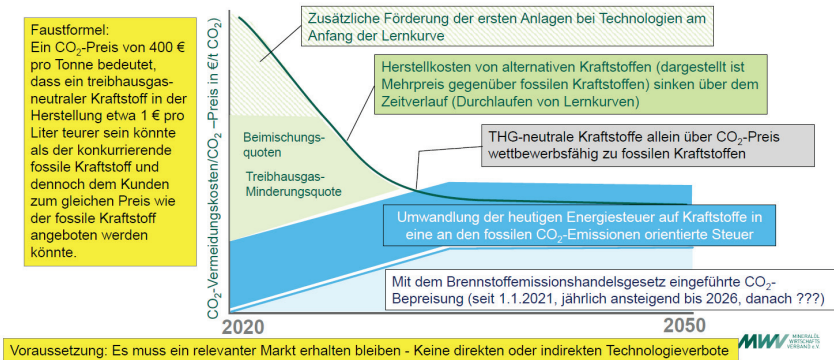 Faustformel:
Ein CO₂-Preis von 400 €
pro Tonne bedeutet,
dass ein treibhausgas-
neutraler Kraftstoff in der
Herstellung etwa 1 € pro
Liter teurer sein könnte
als der konkurrierende
fossile Kraftstoff und
dennoch dem Kunden
zum gleichen Preis wie
der fossile Kraftstoff
angeboten werden
könnte.
CO₂-Vermeidungskosten/CO₂ –Preis in €/t CO₂)
Zusätzliche Förderung der ersten Anlagen bei Technologien am
Anfang der Lernkurve
Herstellkosten von alternativen Kraftstoffen (dargestellt ist
Mehrpreis gegenüber fossilen Kraftstoffen) sinken über dem
Zeitverlauf (Durchlaufen von Lernkurven)
Beimischungs-
quoten
Treibhausgas-
Minderungsquote
THG-neutrale Kraftstoffe allein über CO₂-Preis
wettbewerbsfähig zu fossilen Kraftstoffen
Umwandlung der heutigen Energiesteuer auf Kraftstoffe in
eine an den fossilen CO₂-Emissionen orientierte Steuer
Mit dem Brennstoffemissionshandelsgesetz eingeführte CO₂-
Bepreisung (seit 1.1.2021, jährlich ansteigend bis 2026, danach ???)
2020
2050
Voraussetzung: Es muss ein relevanter Markt erhalten bleiben - Keine direkten oder indirekten Technologieverbote
MWV
MINERALÖL
WIRTSCHAFTS
VERBAND e.V.